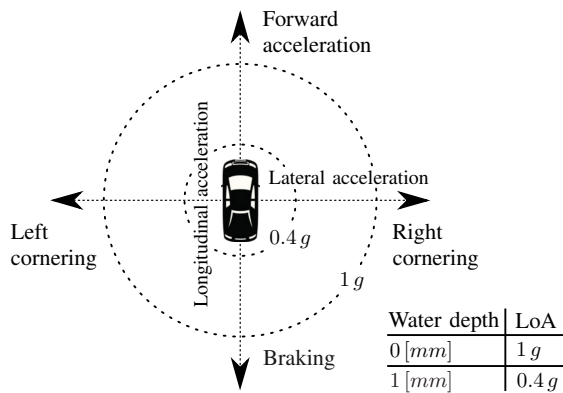 Forward
acceleration
Longitudinal acceleration
Lateral acceleration
Left
cornering
Right
cornering
0.4 g
1 g
Braking
Water depth LoA
0 [mm] 1 g
1 [mm] 0.4 g